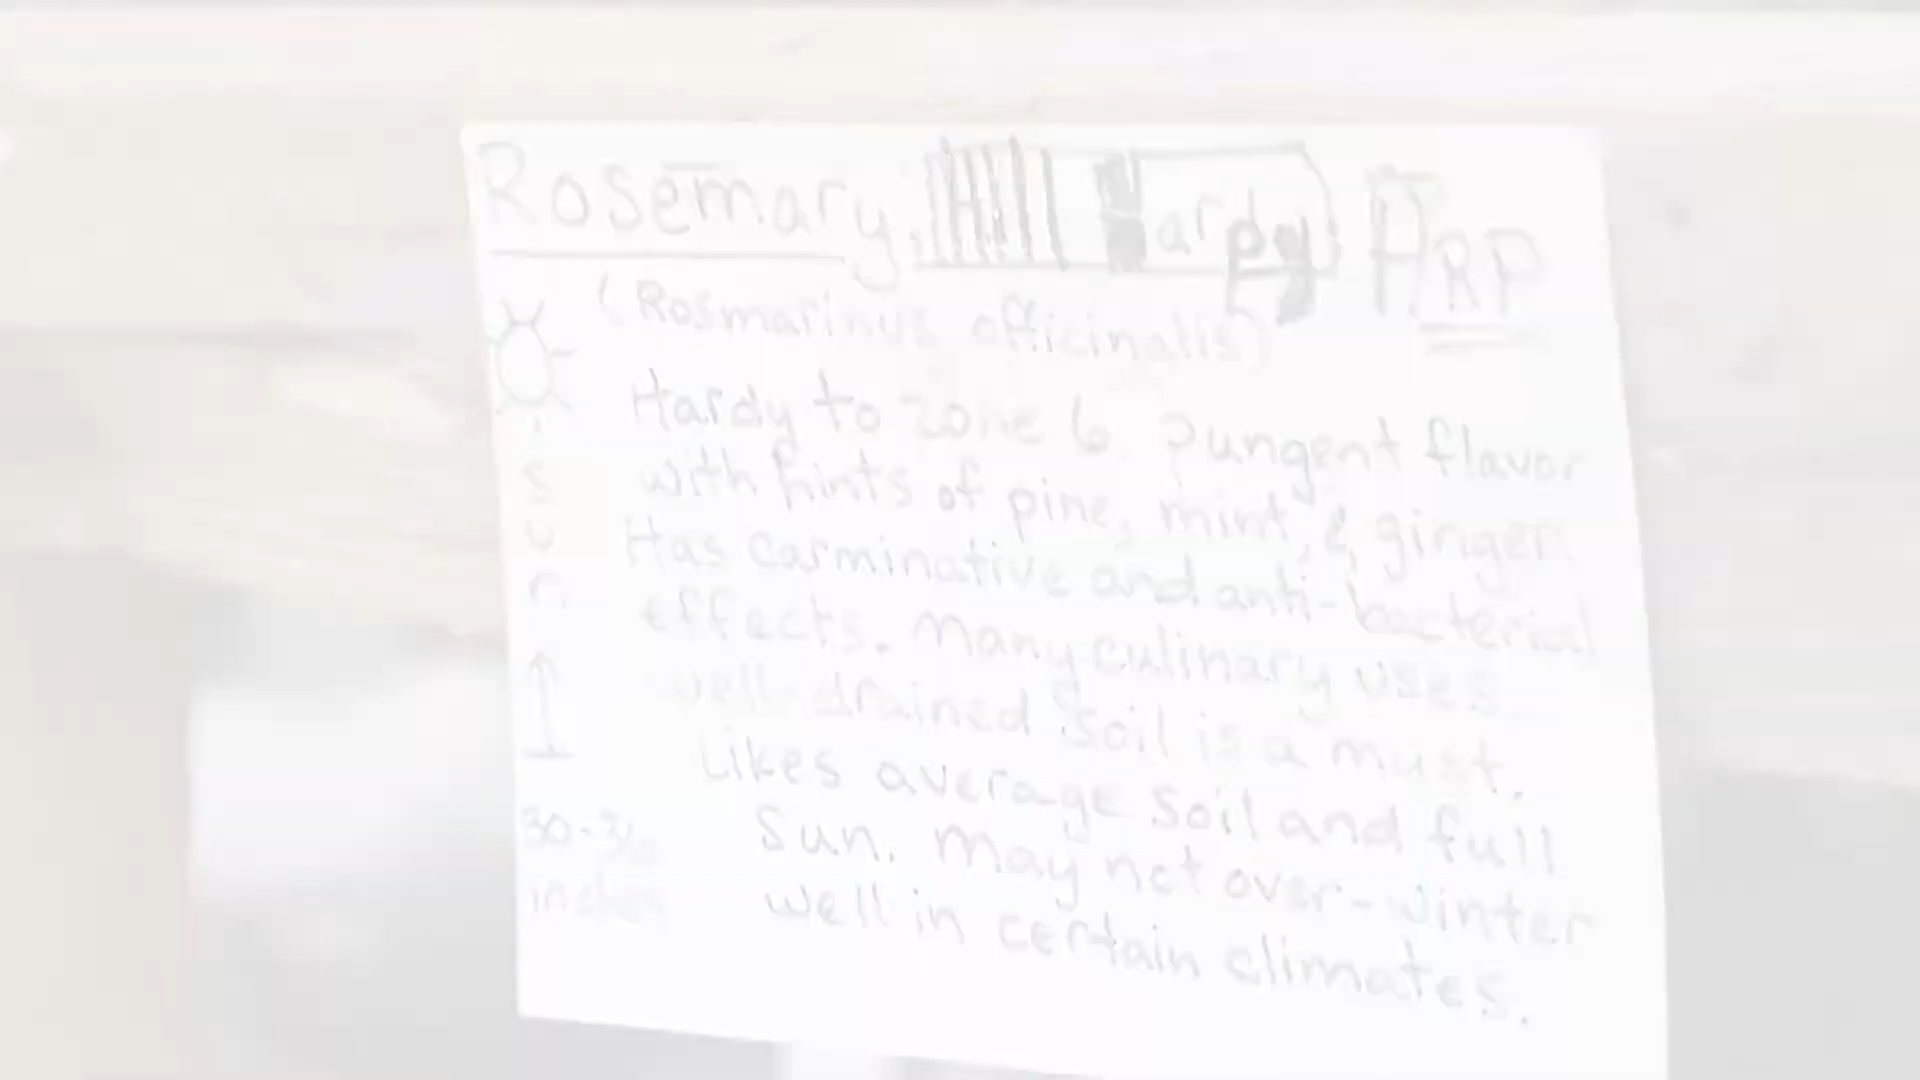 Rosemary, Hardy PRP
(Rosmarinus officinalis)
Hardy to zone 6 pungent flavor
with hints of pine, mint, & ginger.
Has carminative and anti-bacterial
effects. Many culinary uses
well-drained soil is a must.
Likes average soil and full
Sun. May not over-winter
well in certain climates.
Sun
30-36
inches